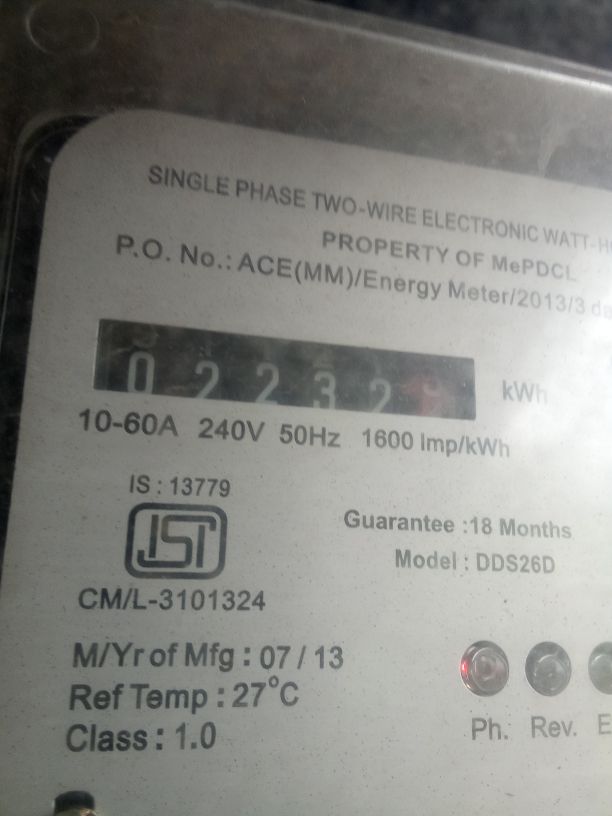 SINGLE PHASE TWO-WIRE ELECTRONIC WATT-H
PROPERTY OF MePDCL
P.O. No.: ACE(MM)/Energy Meter/2013/3 da
0 2 2 3 2 kWh
10-60A 240V 50Hz 1600 Imp/kWh
IS : 13779
ISI
CM/L-3101324
Guarantee :18 Months
Model : DDS26D
M/Yr of Mfg : 07 / 13
Ref Temp : 27°C
Class : 1.0
Ph. Rev. E